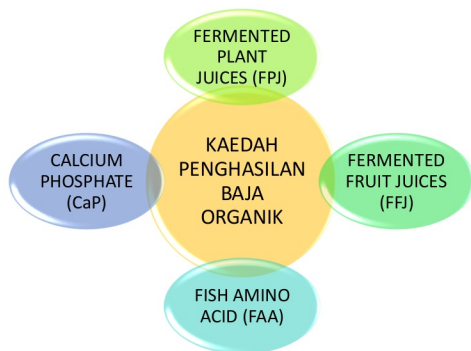 FERMENTED
PLANT
JUICES (FPJ)
KAEDAH
PENGHASILAN
BAJA
ORGANIK
CALCIUM
PHOSPHATE
(CaP)
FERMENTED
FRUIT JUICES
(FFJ)
FISH AMINO
ACID (FAA)